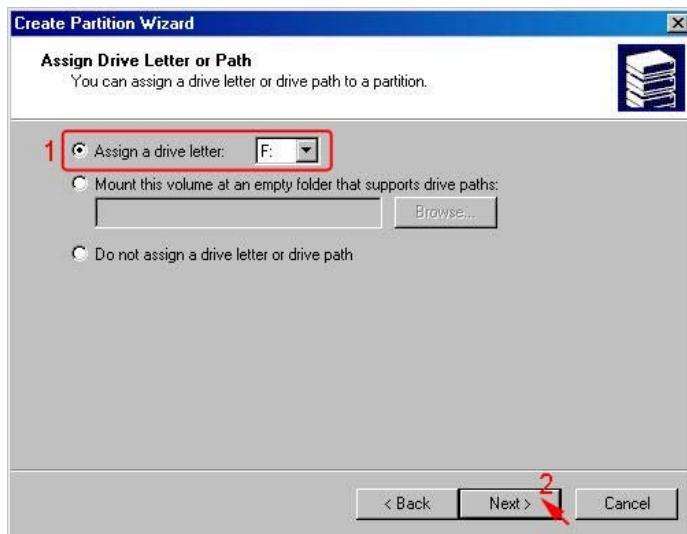 Create Partition Wizard
Assign Drive Letter or Path
You can assign a drive letter or drive path to a partition.
1 Assign a drive letter: F:
Mount this volume at an empty folder that supports drive paths:
Browse...
Do not assign a drive letter or drive path
2
< Back Next > Cancel